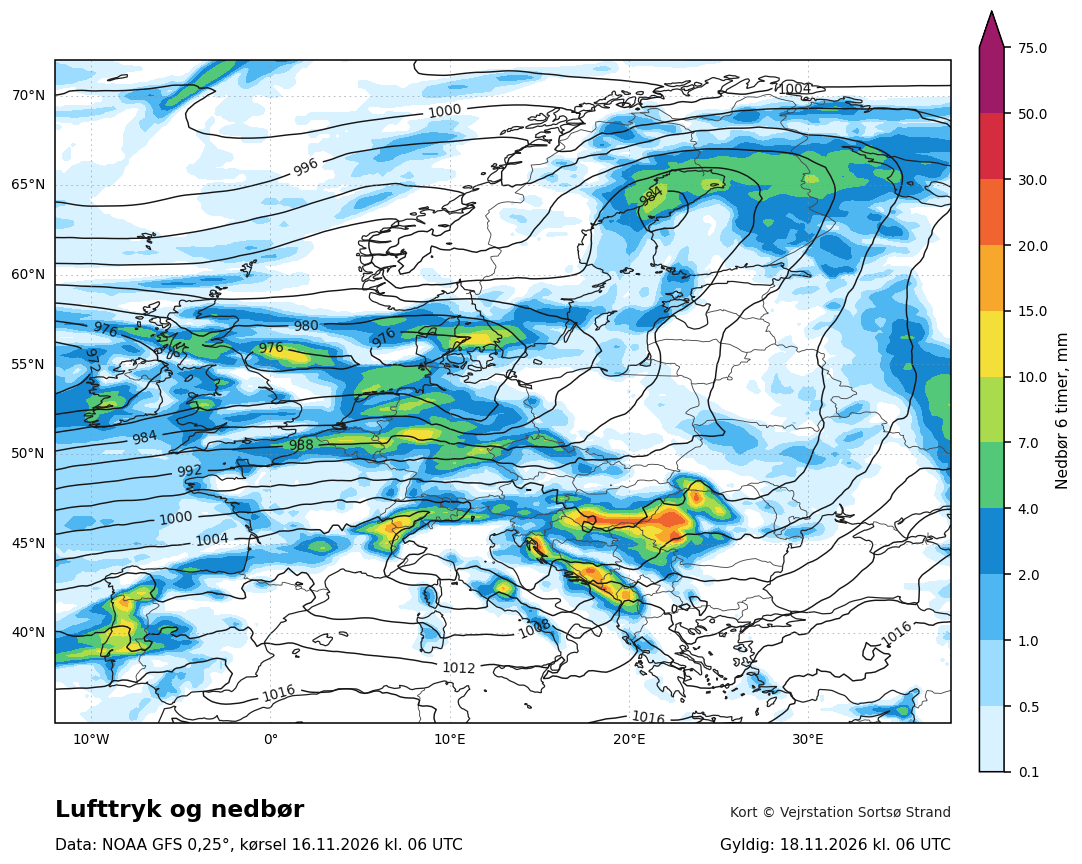 75.0
50.0
30.0
20.0
15.0
10.0
7.0
4.0
2.0
1.0
0.5
0.1
Nedbør 6 timer, mm
70°N
65°N
60°N
55°N
50°N
45°N
40°N
10°W
0°
10°E
20°E
30°E
1004
1000
996
984
980
976
976
976
972
984
988
992
1000
1004
1008
1012
1016
1016
1016
Lufttryk og nedbør
Kort © Vejrstation Sortsø Strand
Data: NOAA GFS 0,25°, kørsel 16.11.2026 kl. 06 UTC
Gyldig: 18.11.2026 kl. 06 UTC